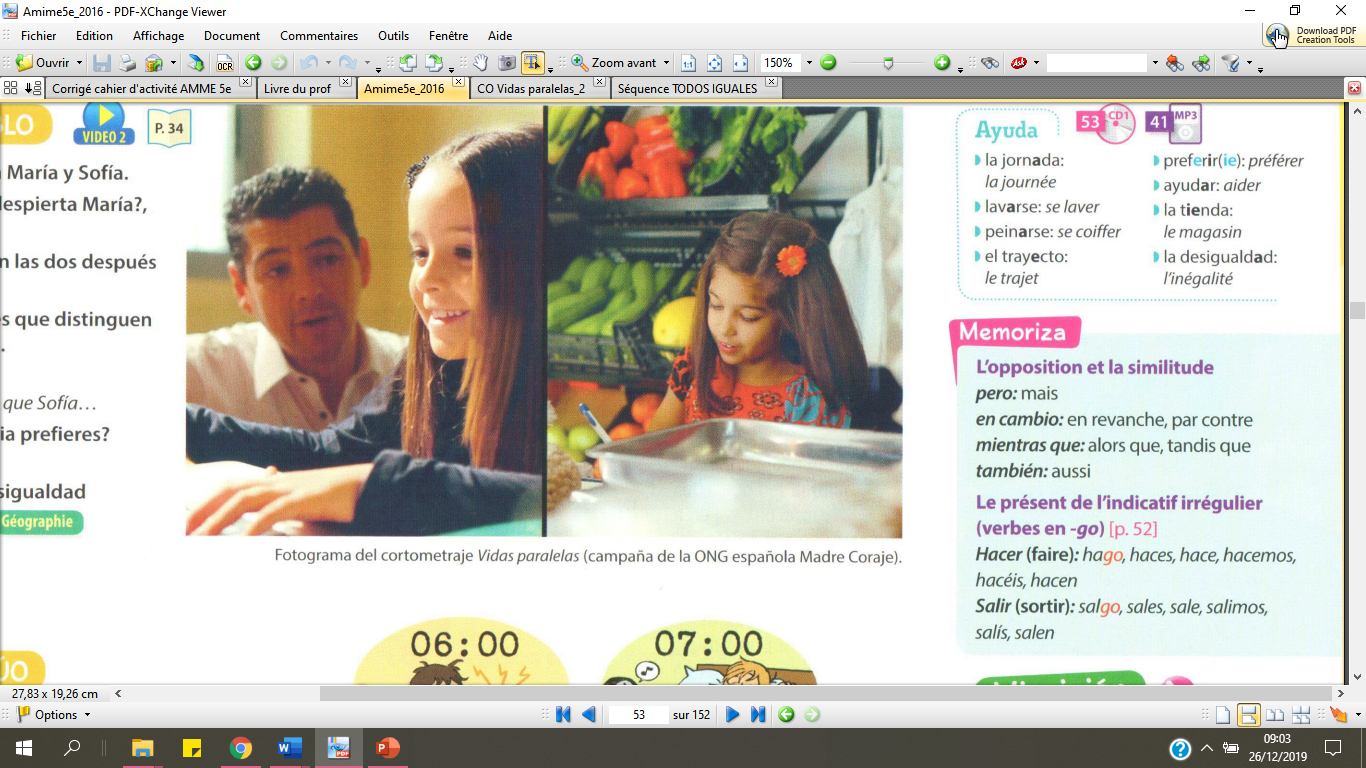 Amime5e_2016 - PDF-XChange Viewer
Download PDF
Creation Tools
Fichier Edition Affichage Document Commentaires Outils Fenêtre Aide
Ouvrir OCR Zoom avant 1:1 150%
Corrigé cahier d'activité AMME 5e Livre du prof Amime5e_2016 CO Vidas paralelas_2 Séquence TODOS IGUALES
BLO
VIDEO 2
P. 34
María y Sofía.
espierta María?,
n las dos después
s que distinguen
.
que Sofía…
ia prefieres?
sigualdad
Géographie
Fotograma del cortometraje Vidas paralelas (campaña de la ONG española Madre Coraje).
06:00
07:00
ÚO
Ayuda
53 CD1 41 MP3
la jornada:
la journée
lavarse: se laver
peinarse: se coiffer
el trayecto:
le trajet
preferir(ie): préférer
ayudar: aider
la tienda:
le magasin
la desigualdad:
l'inégalité
Memoriza
L'opposition et la similitude
pero: mais
en cambio: en revanche, par contre
mientras que: alors que, tandis que
también: aussi
Le présent de l'indicatif irrégulier
(verbes en -go) [p. 52]
Hacer (faire): hago, haces, hace, hacemos,
hacéis, hacen
Salir (sortir): salgo, sales, sale, salimos,
salís, salen
27,83 x 19,26 cm
Options
53 sur 152
09:03
26/12/2019